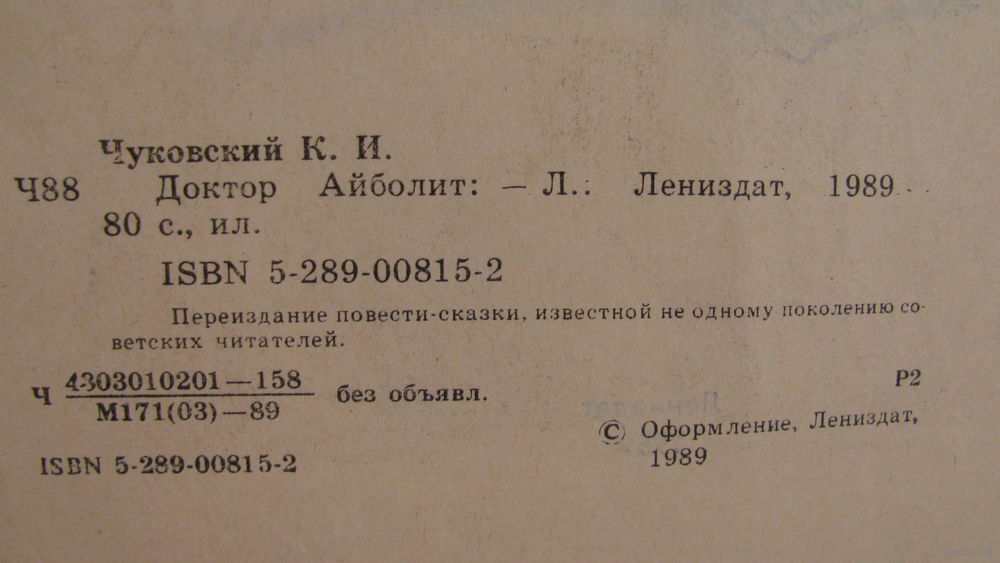 Чуковский К. И.
Ч88 Доктор Айболит: — Л.: Лениздат, 1989.
80 с., ил.
ISBN 5-289-00815-2
Переиздание повести-сказки, известной не одному поколению со-
ветских читателей.
Ч 4803010201—158
М171(03)—89 без объявл. Р2
ISBN 5-289-00815-2
© Оформление, Лениздат,
1989